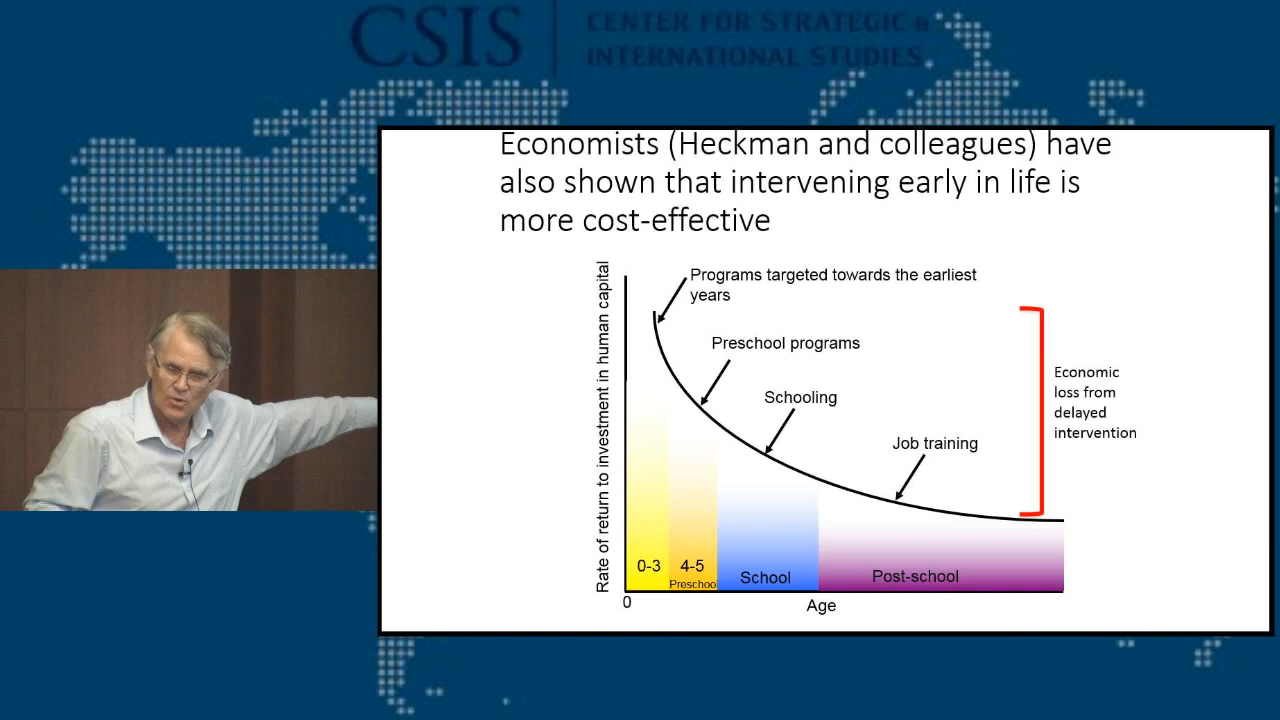 CSIS
CENTER FOR STRATEGIC &
INTERNATIONAL STUDIES
Economists (Heckman and colleagues) have
also shown that intervening early in life is
more cost-effective
Rate of return to investment in human capital
Programs targeted towards the earliest
years
Preschool programs
Schooling
Job training
Economic
loss from
delayed
intervention
0-3
4-5
Preschoo
School
Post-school
0
Age